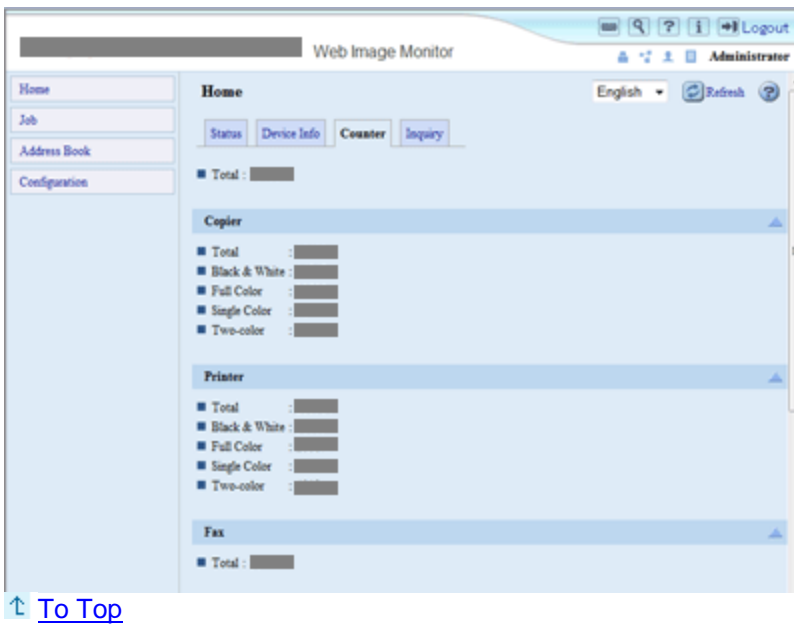 ? i Logout
Web Image Monitor
Administrator
Home
Job
Address Book
Configuration
Home
English Refresh ?
Status Device Info Counter Inquiry
Total :
Copier
Total :
Black & White :
Full Color :
Single Color :
Two-color :
Printer
Total :
Black & White :
Full Color :
Single Color :
Two-color :
Fax
Total :
To Top